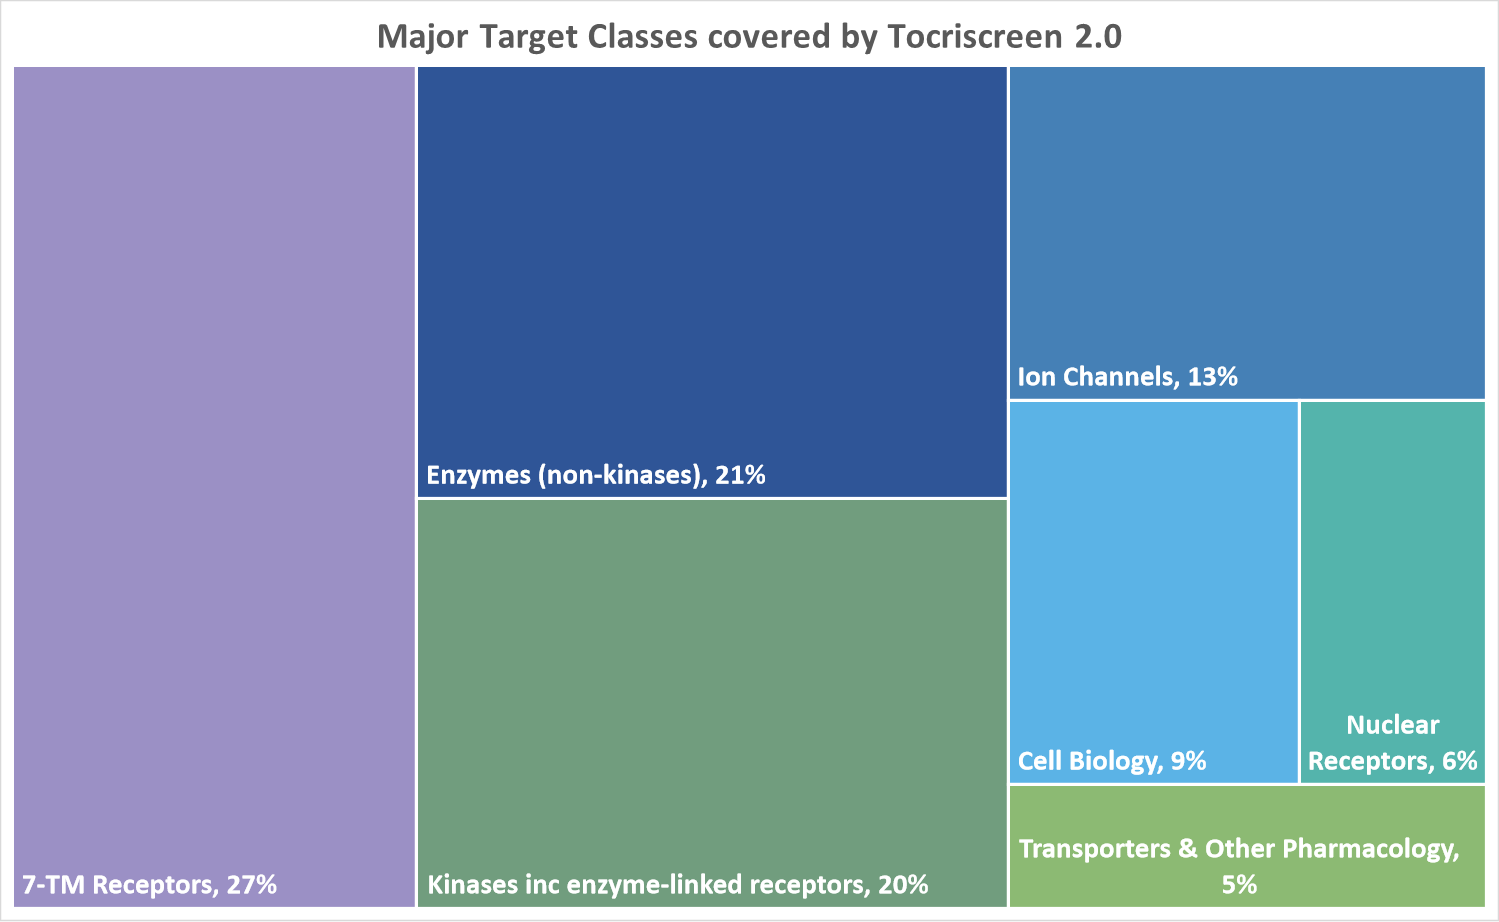 Major Target Classes covered by Tocriscreen 2.0
7-TM Receptors, 27%
Enzymes (non-kinases), 21%
Kinases inc enzyme-linked receptors, 20%
Ion Channels, 13%
Cell Biology, 9%
Nuclear
Receptors, 6%
Transporters & Other Pharmacology,
5%